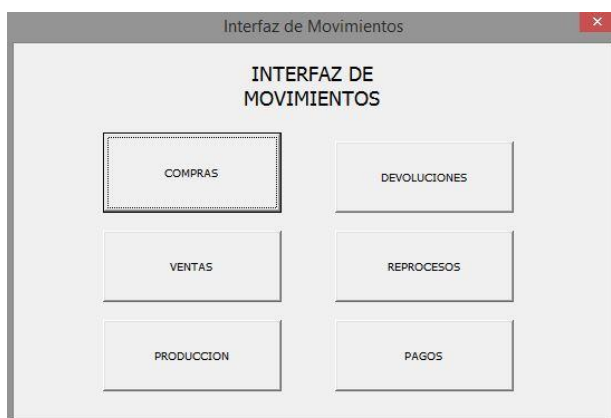 Interfaz de Movimientos
INTERFAZ DE
MOVIMIENTOS
COMPRAS
DEVOLUCIONES
VENTAS
REPROCESOS
PRODUCCION
PAGOS